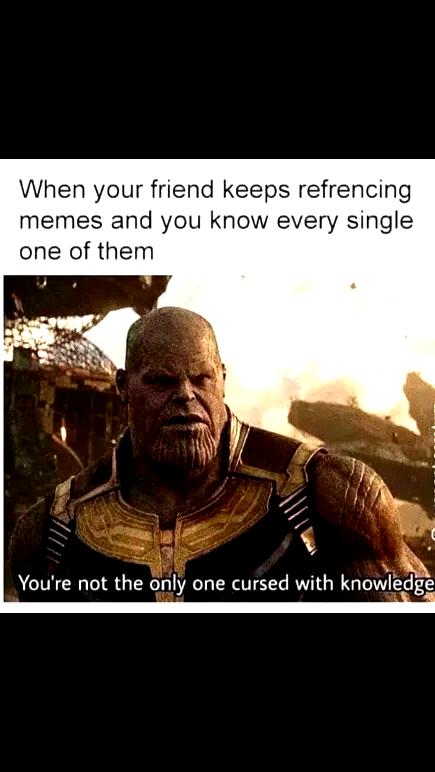 When your friend keeps refrencing
memes and you know every single
one of them
You're not the only one cursed with knowledge